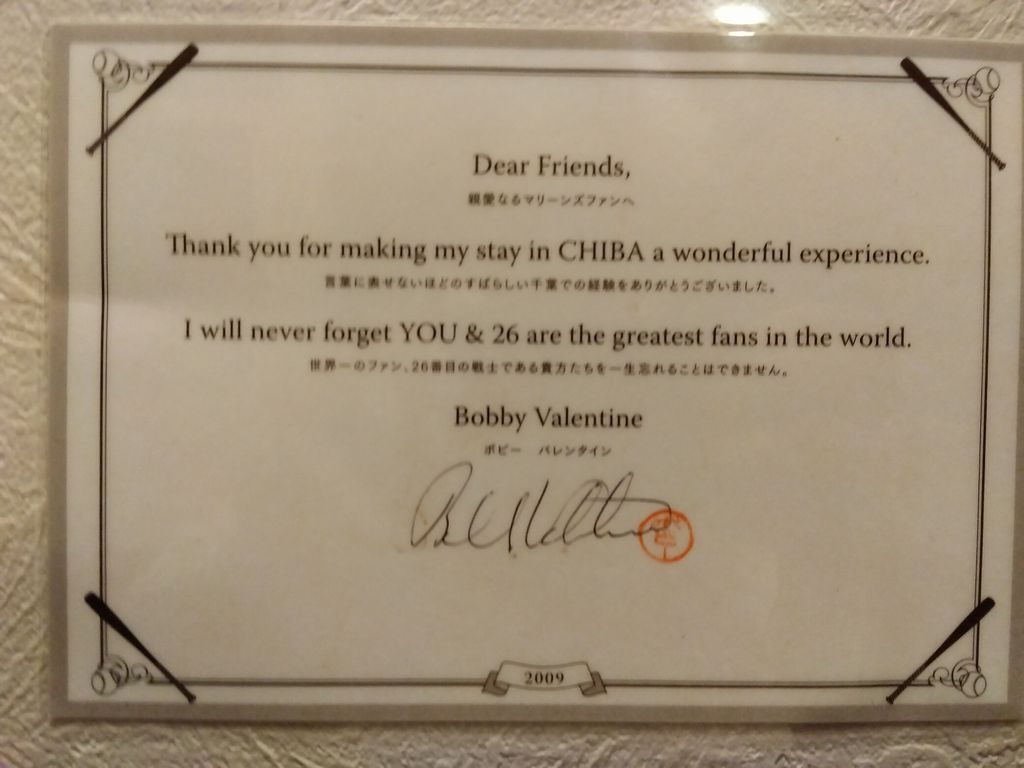 Dear Friends,
親愛なるマリーンズファンへ
Thank you for making my stay in CHIBA a wonderful experience.
言葉に表せないほどのすばらしい千葉での経験をありがとうございました。
I will never forget YOU & 26 are the greatest fans in the world.
世界一のファン、26番目の戦士である貴方たちを一生忘れることはできません。
Bobby Valentine
ボビー　バレンタイン
2009